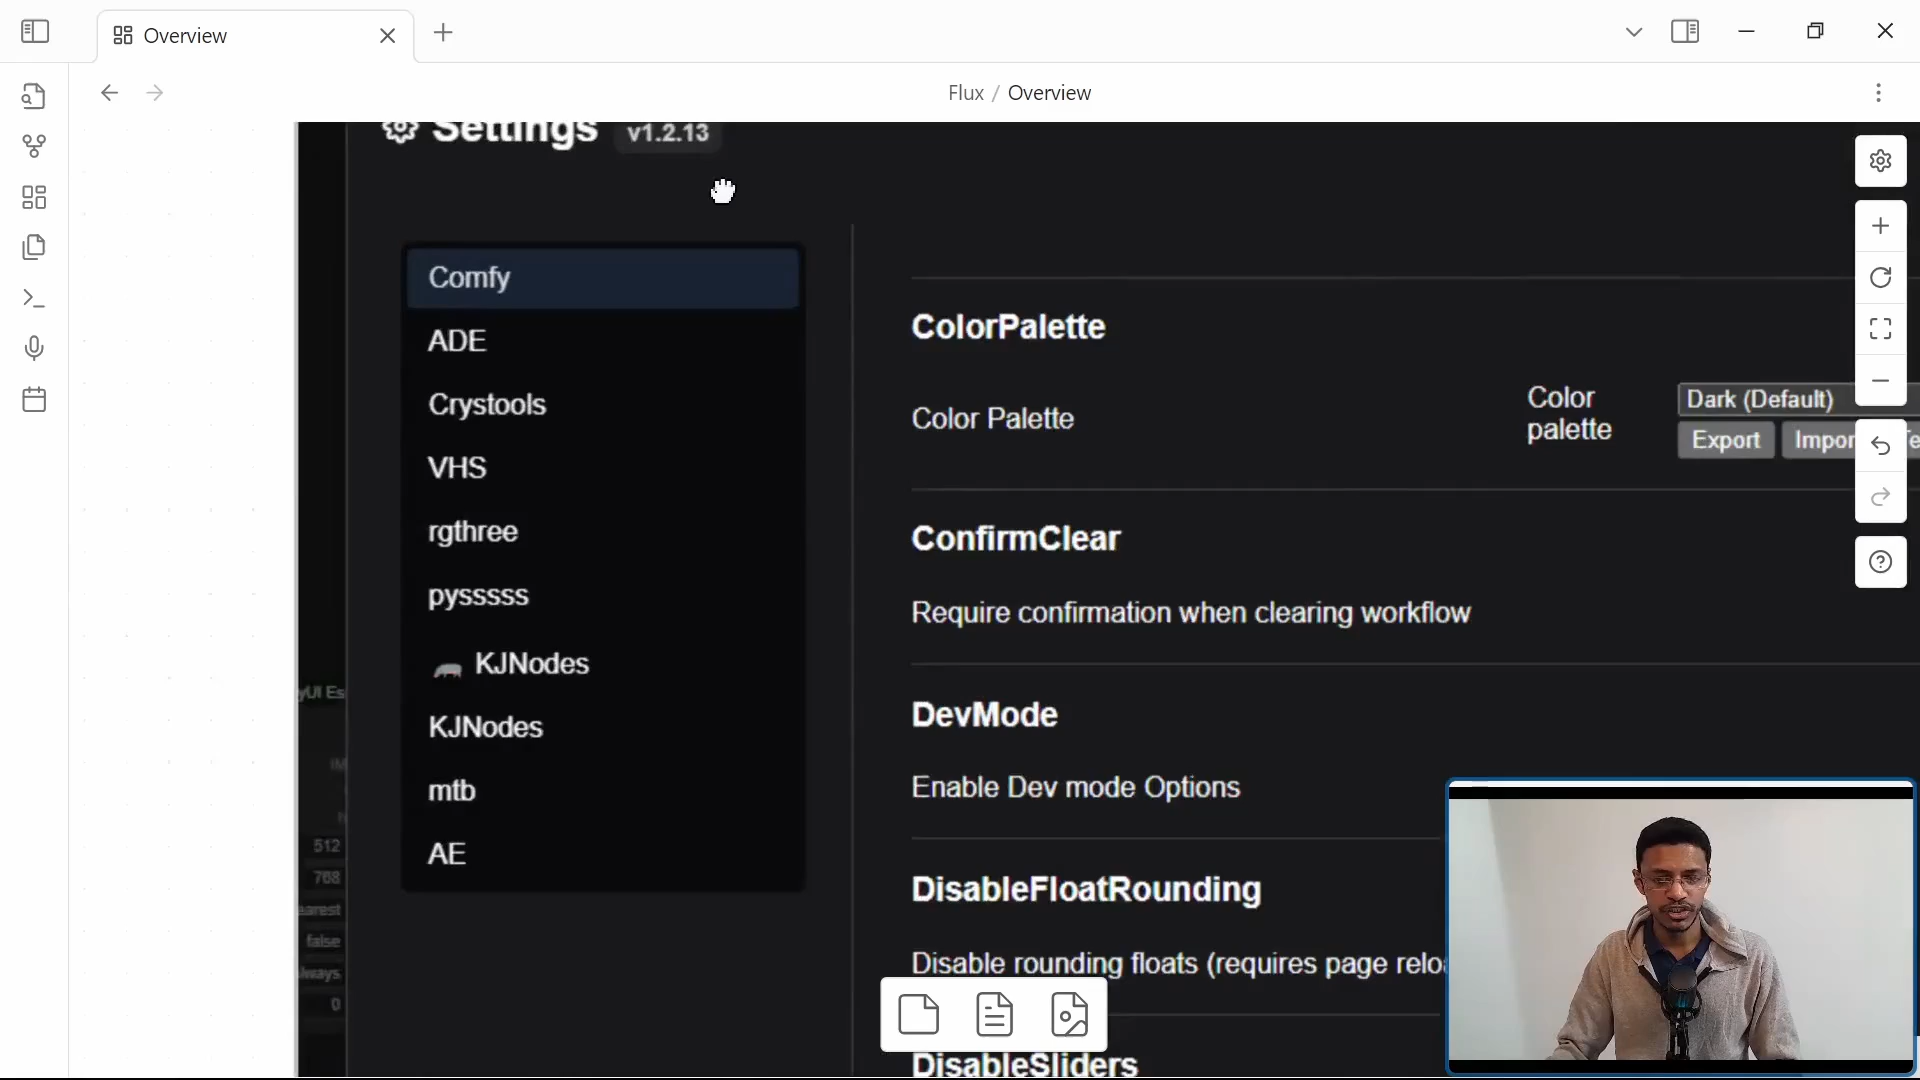 Overview
Flux / Overview
Settings v1.2.13
Comfy
ADE
Crystools
VHS
rgthree
pysssss
KJNodes
KJNodes
mtb
AE
ColorPalette
Color Palette
Color
palette
Dark (Default)
Export
ConfirmClear
Require confirmation when clearing workflow
DevMode
Enable Dev mode Options
DisableFloatRounding
Disable rounding floats (requires page
DisableSliders
512
768
false
0